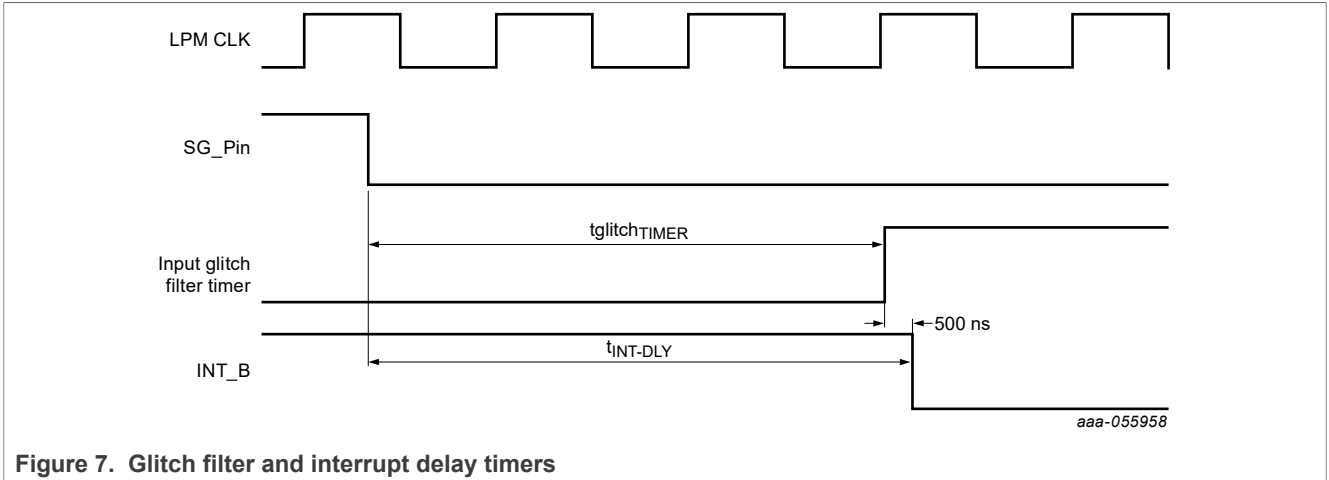 LPM CLK
SG_Pin
tglitchTIMER
Input glitch
filter timer
500 ns
tINT-DLY
INT_B
aaa-055958
Figure 7. Glitch filter and interrupt delay timers